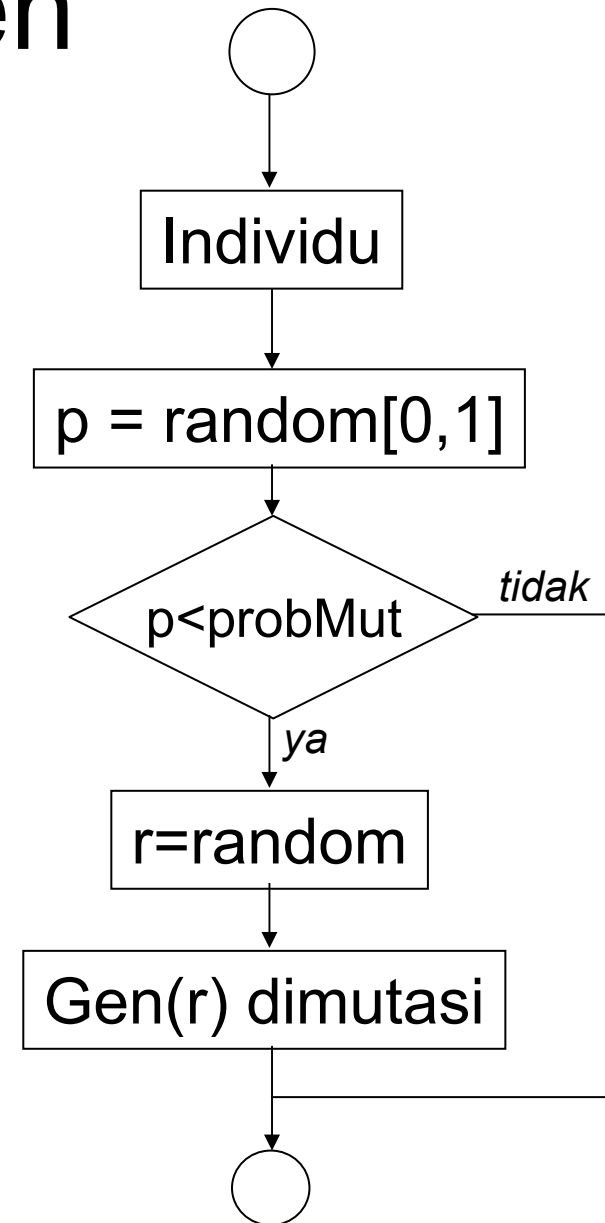 en
Individu
p = random[0,1]
p<probMut
tidak
ya
r=random
Gen(r) dimutasi